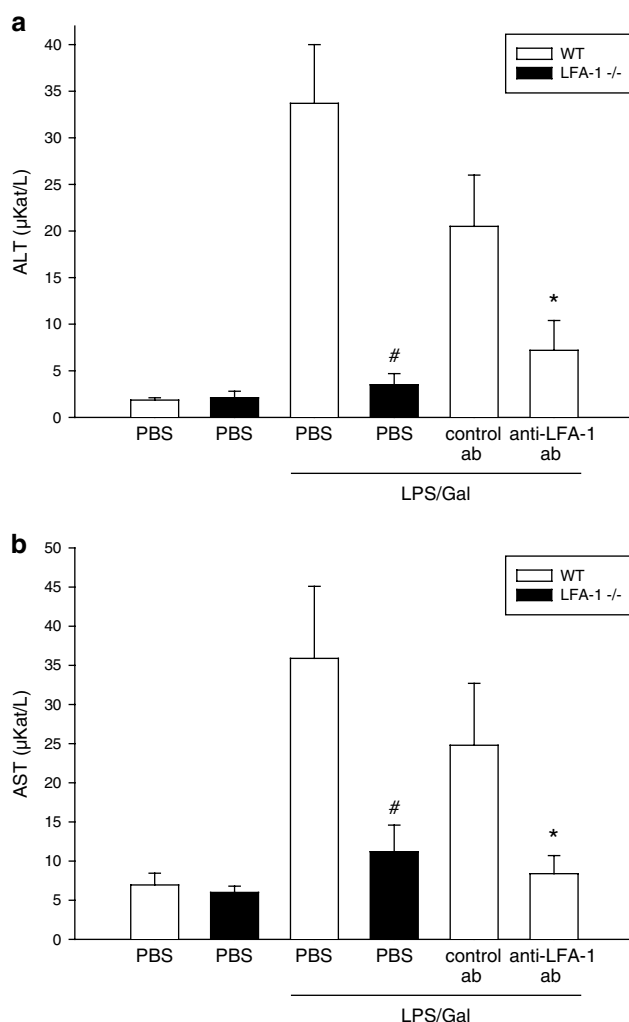 a
40
35
30
25
20
15
10
5
0
ALT (µKat/L)
WT
LFA-1 -/-
#
*
PBS PBS PBS PBS control ab anti-LFA-1 ab
LPS/Gal
b
50
45
40
35
30
25
20
15
10
5
0
AST (µKat/L)
WT
LFA-1 -/-
#
*
PBS PBS PBS PBS control ab anti-LFA-1 ab
LPS/Gal